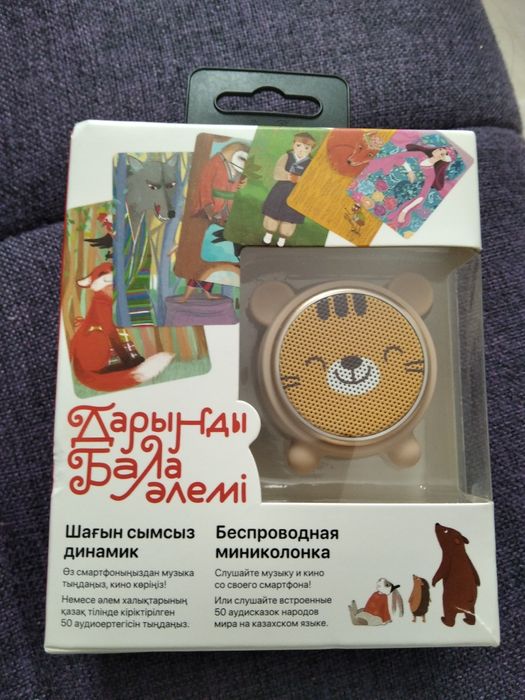 Дарынды
Бала
әлемі
Шағын сымсыз
динамик
Өз смартфоныңыздан музыка
тыңдаңыз, кино көріңіз!
Немесе әлем халықтарының
қазақ тілінде кіріктірілген
50 аудиоертегісін тыңдаңыз.
Беспроводная
миниколонка
Слушайте музыку и кино
со своего смартфона!
Или слушайте встроенные
50 аудисказок народов
мира на казахском языке.